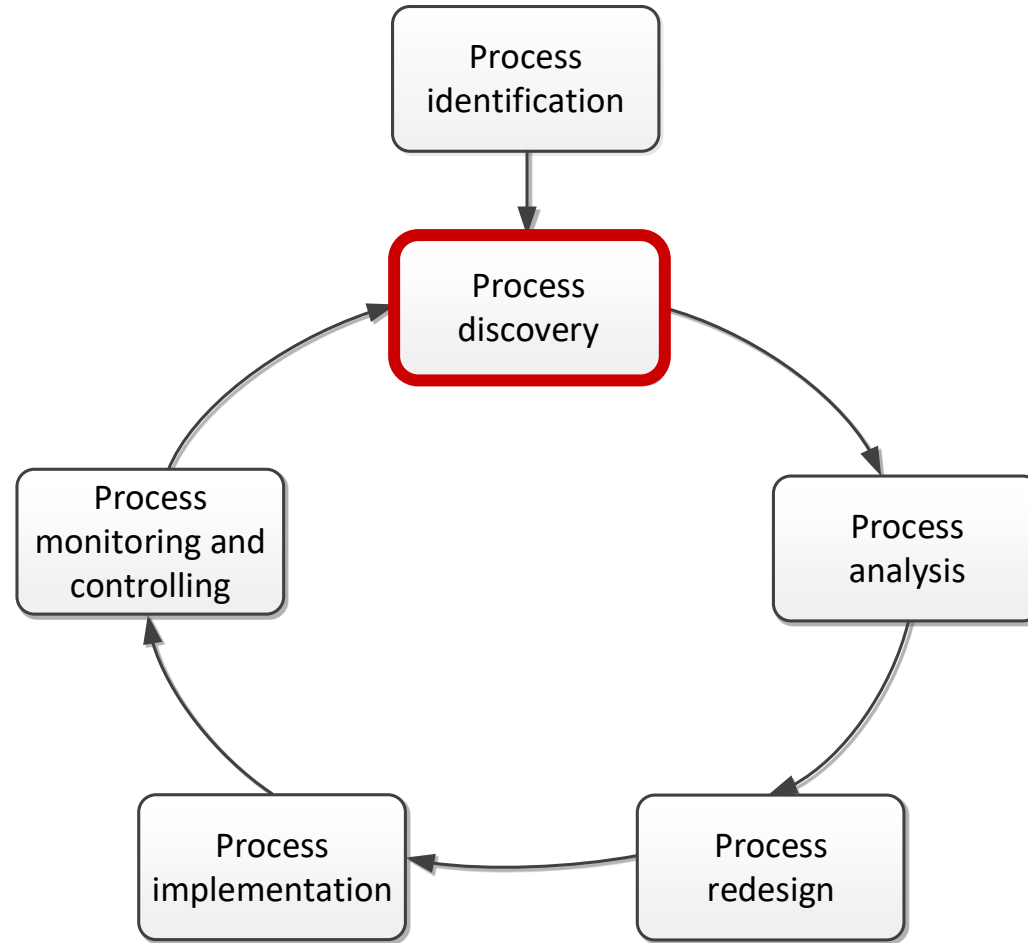 Process
identification
Process
discovery
Process
analysis
Process
redesign
Process
implementation
Process
monitoring and
controlling